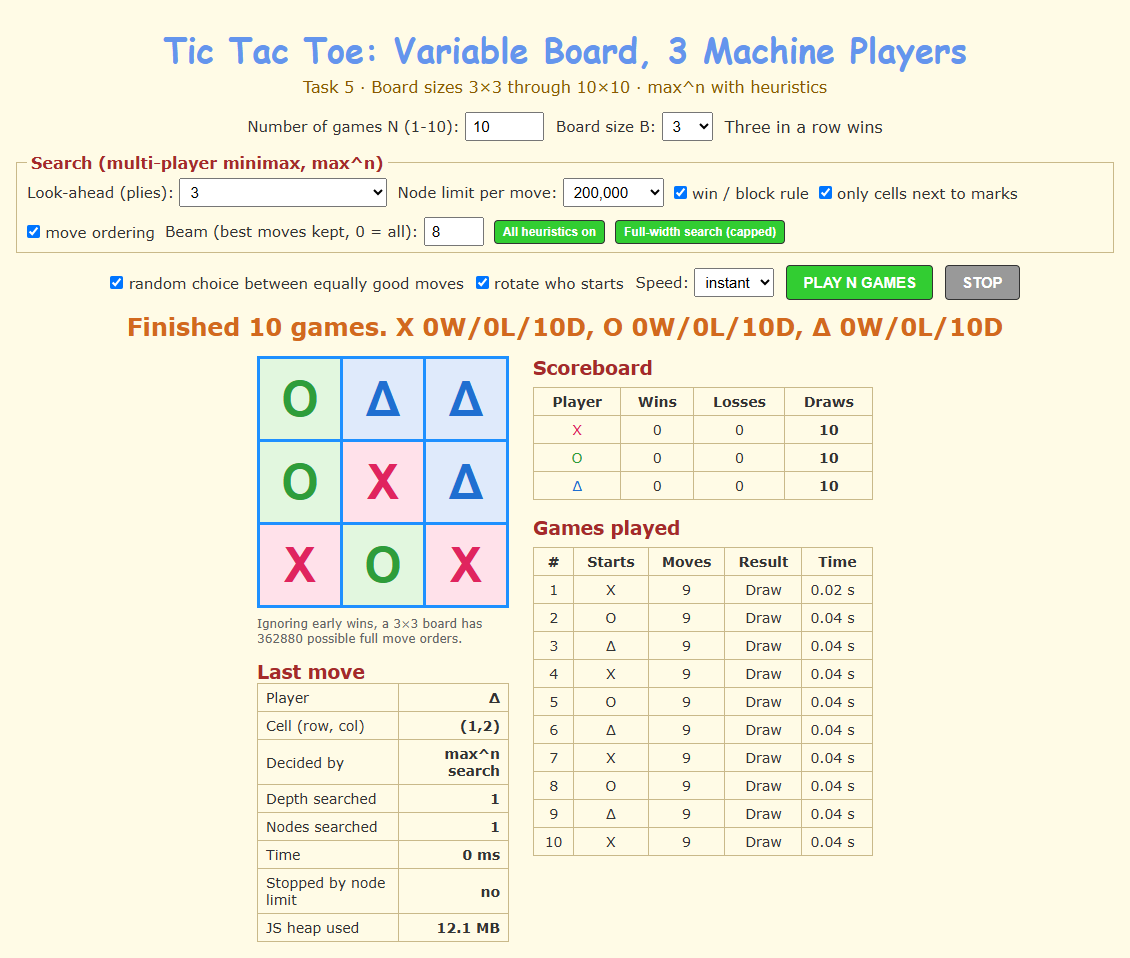 Tic Tac Toe: Variable Board, 3 Machine Players
Task 5 · Board sizes 3×3 through 10×10 · max^n with heuristics
Number of games N (1-10): 10 Board size B: 3 Three in a row wins
Search (multi-player minimax, max^n)
Look-ahead (plies): 3 Node limit per move: 200,000 win / block rule only cells next to marks
move ordering Beam (best moves kept, 0 = all): 8 All heuristics on Full-width search (capped)
random choice between equally good moves rotate who starts Speed: instant PLAY N GAMES STOP
Finished 10 games. X 0W/0L/10D, O 0W/0L/10D, Δ 0W/0L/10D
O Δ Δ
O X Δ
X O X
Ignoring early wins, a 3×3 board has
362880 possible full move orders.
Last move
Player Δ
Cell (row, col) (1,2)
Decided by max^n
search
Depth searched 1
Nodes searched 1
Time 0 ms
Stopped by node
limit no
JS heap used 12.1 MB
Scoreboard
Player Wins Losses Draws
X 0 0 10
O 0 0 10
Δ 0 0 10
Games played
# Starts Moves Result Time
1 X 9 Draw 0.02 s
2 O 9 Draw 0.04 s
3 Δ 9 Draw 0.04 s
4 X 9 Draw 0.04 s
5 O 9 Draw 0.04 s
6 Δ 9 Draw 0.04 s
7 X 9 Draw 0.04 s
8 O 9 Draw 0.04 s
9 Δ 9 Draw 0.04 s
10 X 9 Draw 0.04 s